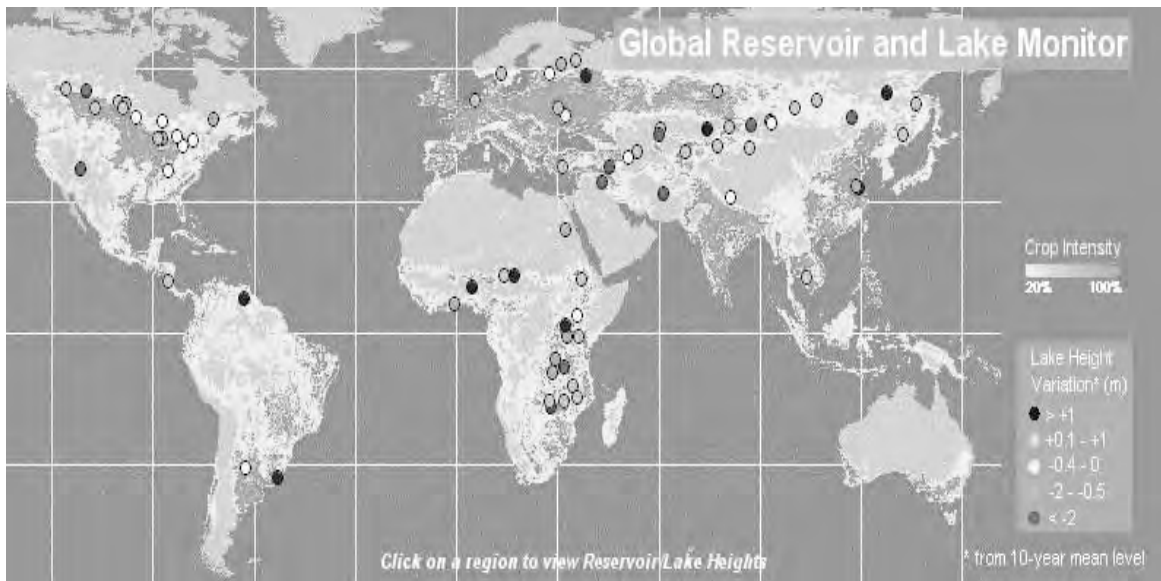 Global Reservoir and Lake Monitor
Crop Intensity
20% 100%
Lake Height
Variation* (m)
> +1
+0.1 - +1
-0.4 - 0
-2 - -0.5
< -2
Click on a region to view Reservoir/Lake Heights
* from 10-year mean level